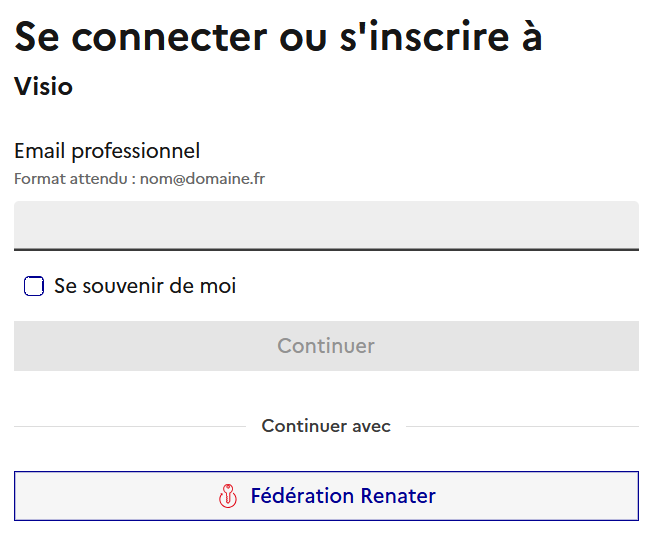 Se connecter ou s'inscrire à
Visio
Email professionnel
Format attendu : nom@domaine.fr
Se souvenir de moi
Continuer
Continuer avec
Fédération Renater